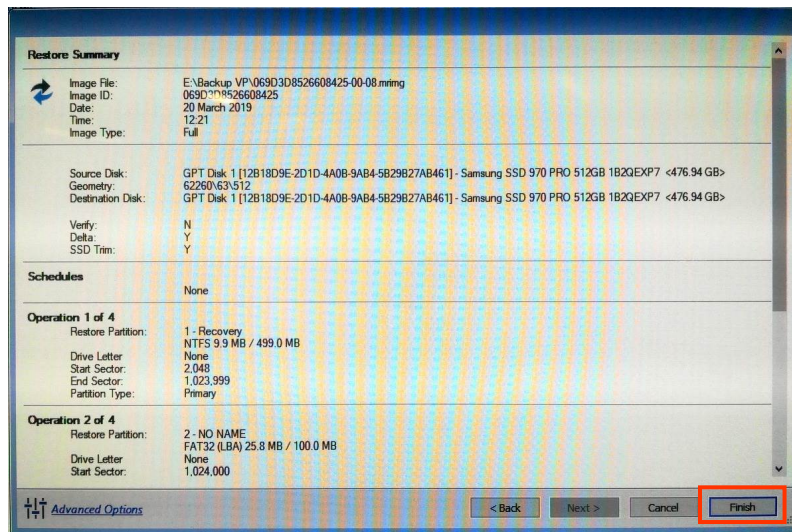 Restore Summary
Image File: E:\Backup VP\069D3D8526608425-00-08.mrimg
Image ID: 069D3D8526608425
Date: 20 March 2019
Time: 12:21
Image Type: Full
Source Disk: GPT Disk 1 [12B18D9E-2D1D-4A0B-9AB4-5B29B27AB461] - Samsung SSD 970 PRO 512GB 1B2QEXP7 <476.94 GB>
Geometry: 62260\63\512
Destination Disk: GPT Disk 1 [12B18D9E-2D1D-4A0B-9AB4-5B29B27AB461] - Samsung SSD 970 PRO 512GB 1B2QEXP7 <476.94 GB>
Verify: N
Delta: Y
SSD Trim: Y
Schedules
None
Operation 1 of 4
Restore Partition: 1 - Recovery
NTFS 9.9 MB / 499.0 MB
Drive Letter None
Start Sector: 2,048
End Sector: 1,023,999
Partition Type: Primary
Operation 2 of 4
Restore Partition: 2 - NO NAME
FAT32 (LBA) 25.8 MB / 100.0 MB
Drive Letter None
Start Sector: 1,024,000
Advanced Options < Back Next > Cancel Finish